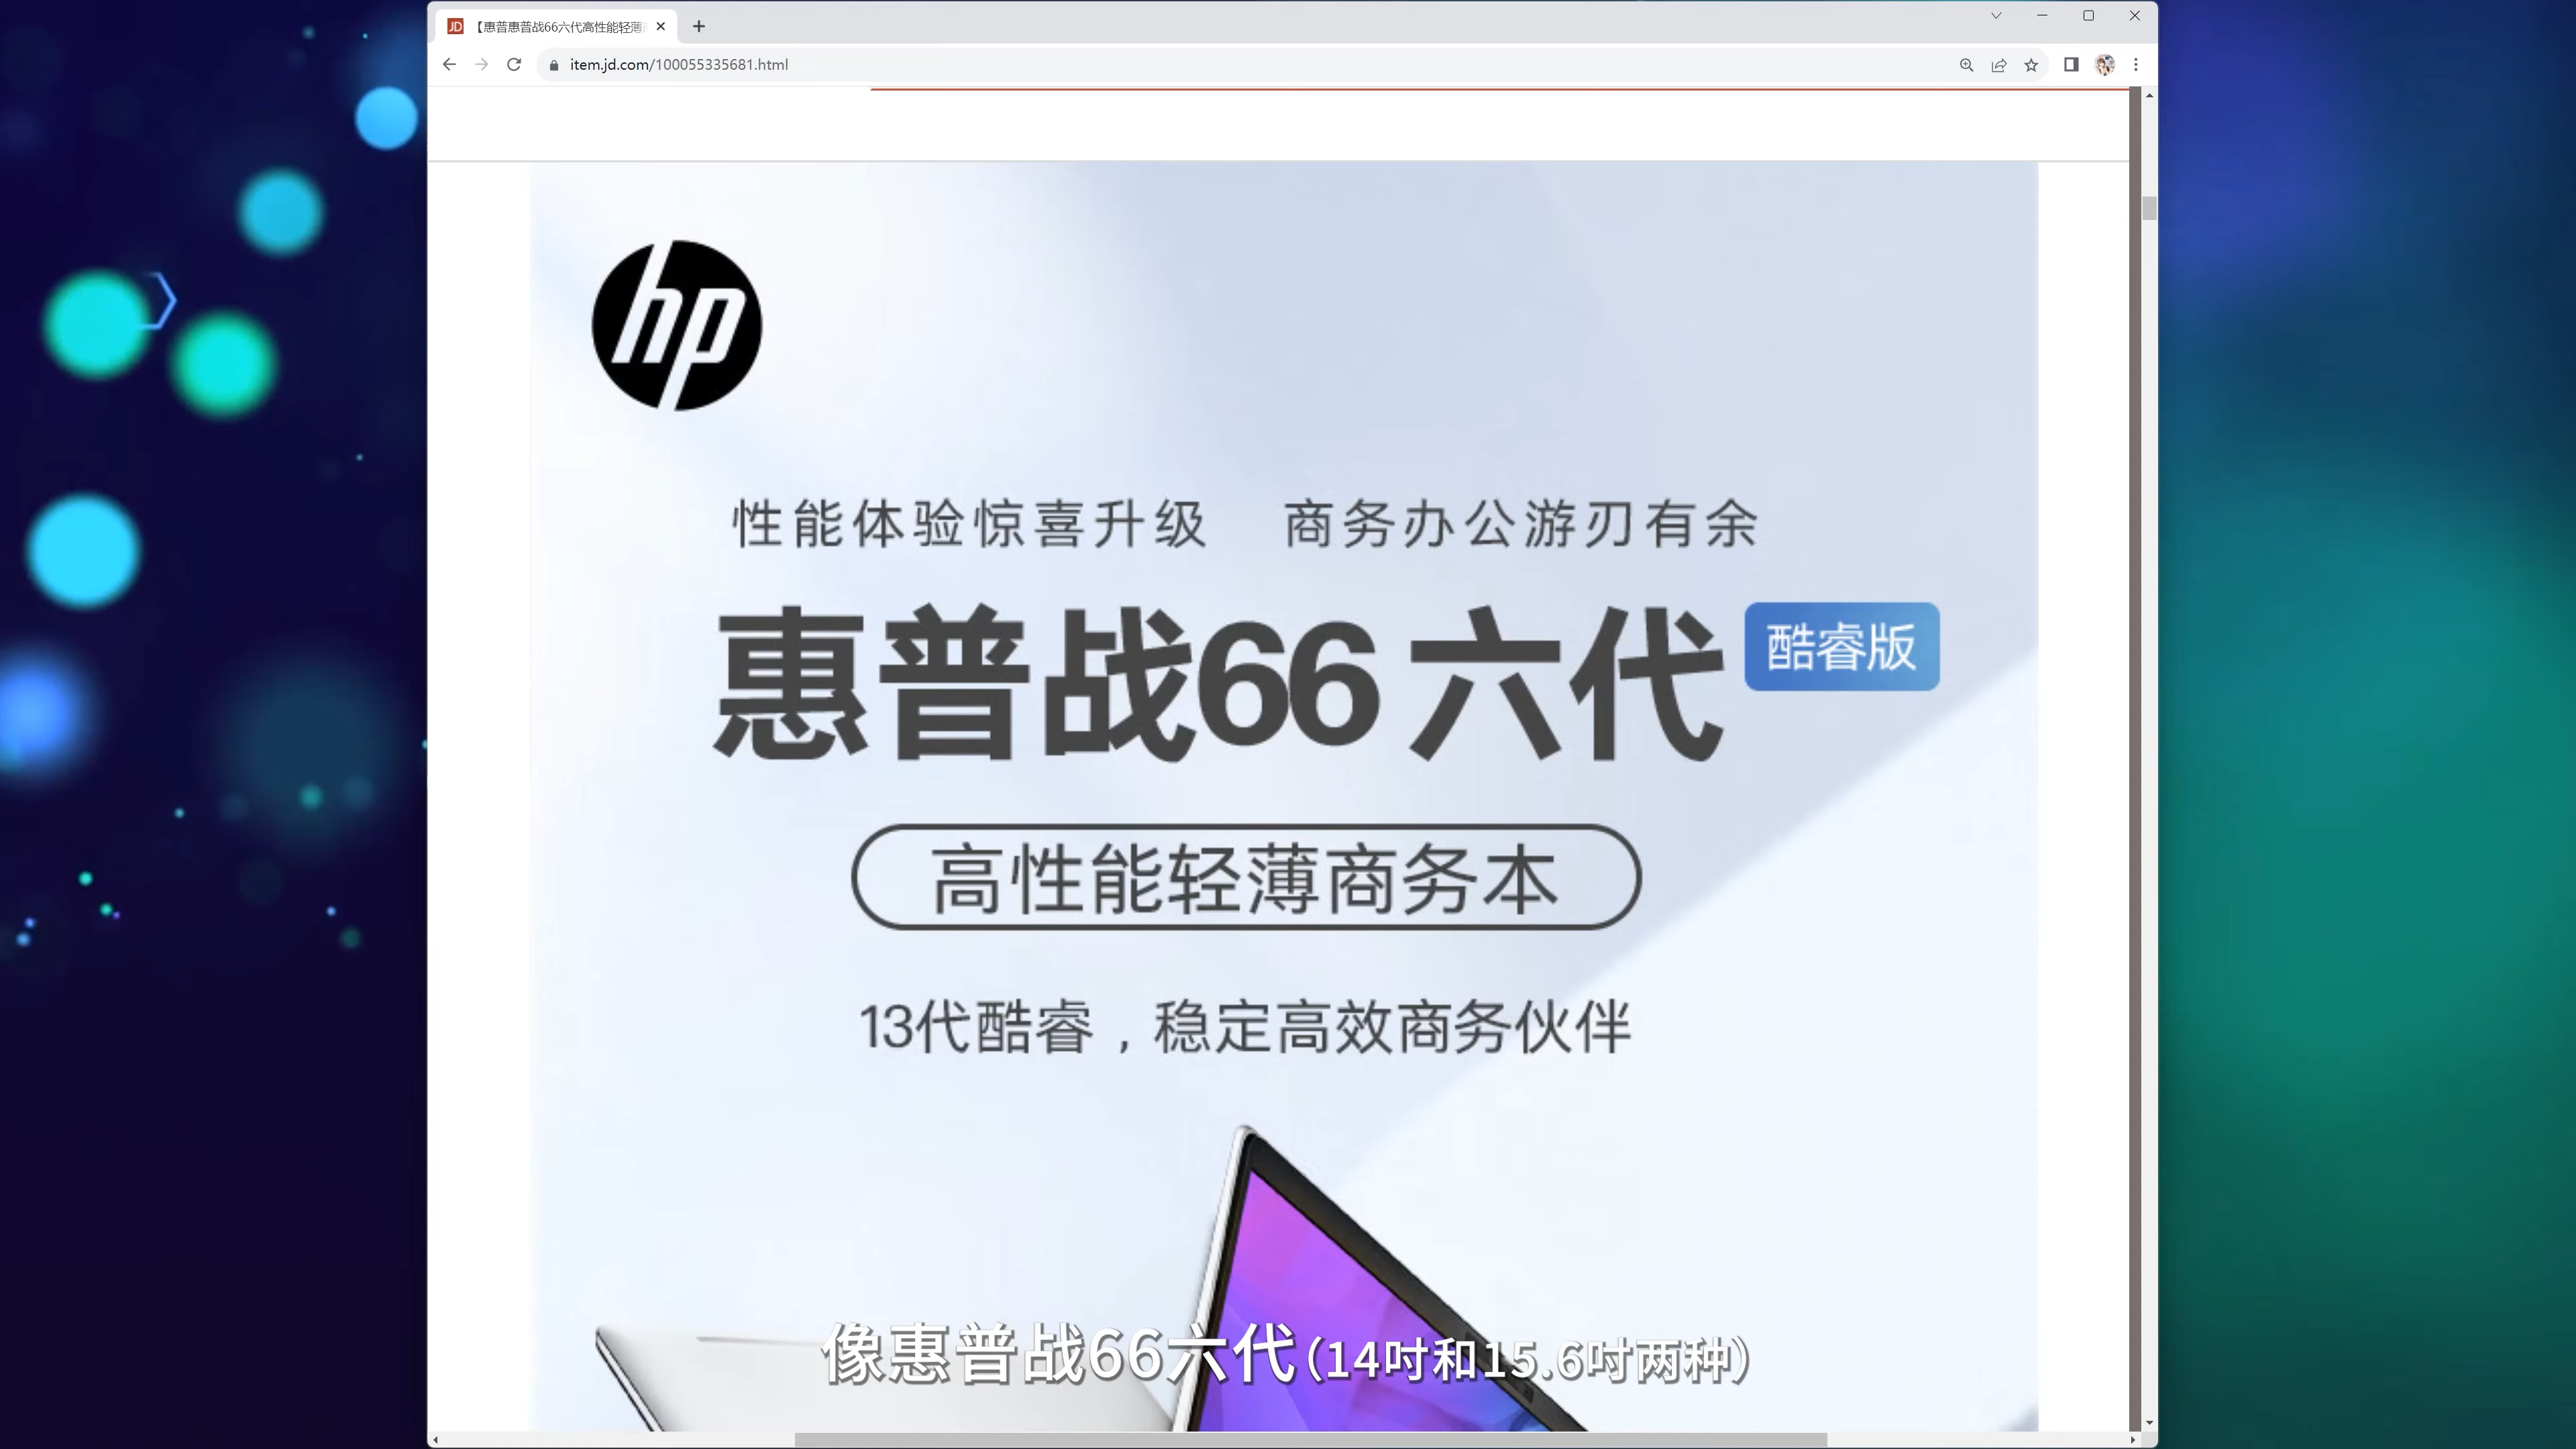 JD 【惠普惠普战66六代高性能轻薄
item.jd.com/100055335681.html
hp
性能体验惊喜升级 商务办公游刃有余
惠普战66 六代 酷睿版
高性能轻薄商务本
13代酷睿，稳定高效商务伙伴
像惠普战66六代（14吋和15.6吋两种）